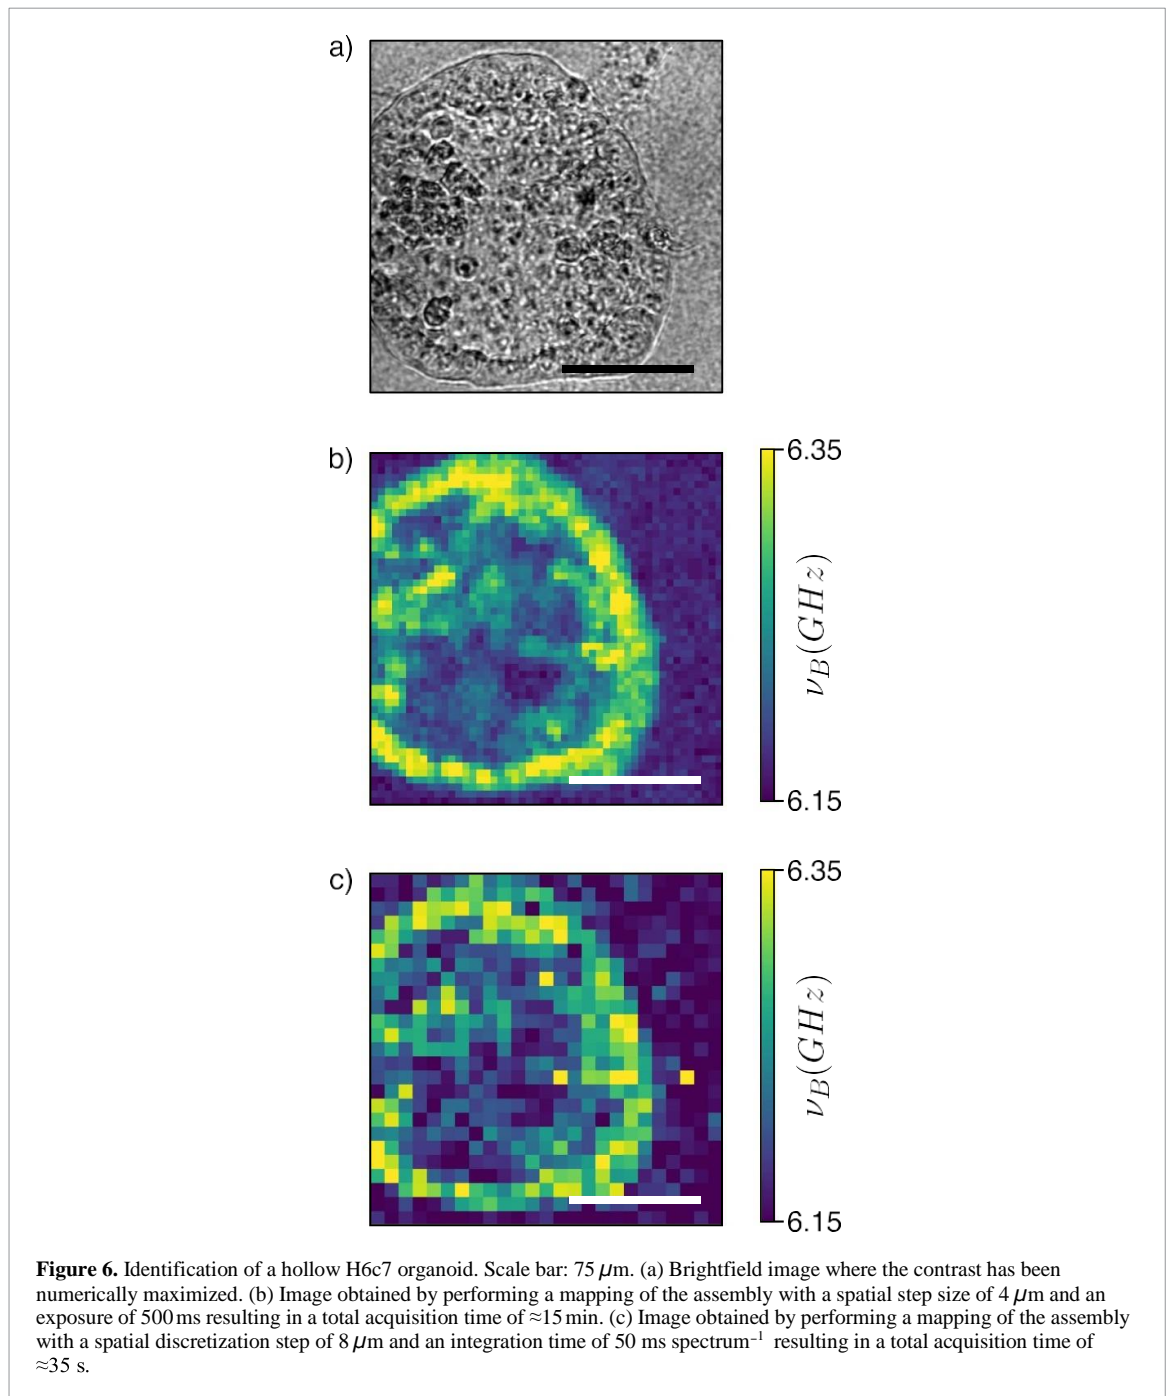 a)
b)
6.35
ν_B(GHz)
6.15
c)
6.35
ν_B(GHz)
6.15
Figure 6. Identification of a hollow H6c7 organoid. Scale bar: 75 μm. (a) Brightfield image where the contrast has been
numerically maximized. (b) Image obtained by performing a mapping of the assembly with a spatial step size of 4 μm and an
exposure of 500 ms resulting in a total acquisition time of ≈15 min. (c) Image obtained by performing a mapping of the assembly
with a spatial discretization step of 8 μm and an integration time of 50 ms spectrum⁻¹ resulting in a total acquisition time of
≈35 s.